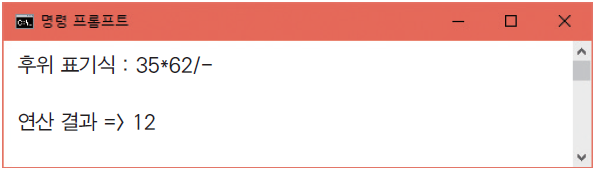 명령 프롬프트
후위 표기식 : 35*62/-
연산 결과 => 12